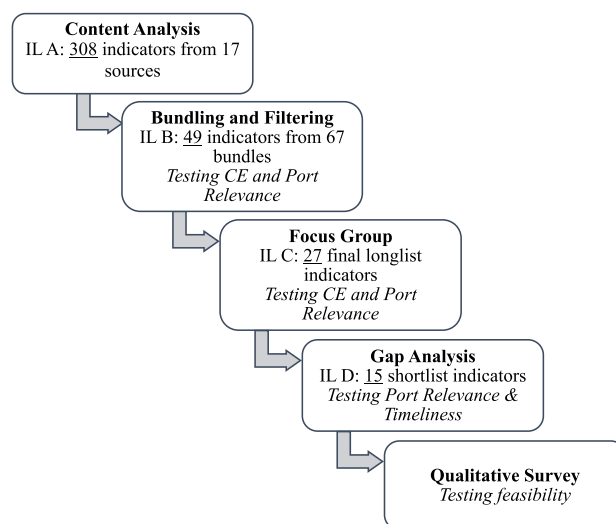 Content Analysis
IL A: 308 indicators from 17
sources
Bundling and Filtering
IL B: 49 indicators from 67
bundles
Testing CE and Port
Relevance
Focus Group
IL C: 27 final longlist
indicators
Testing CE and Port
Relevance
Gap Analysis
IL D: 15 shortlist indicators
Testing Port Relevance &
Timeliness
Qualitative Survey
Testing feasibility